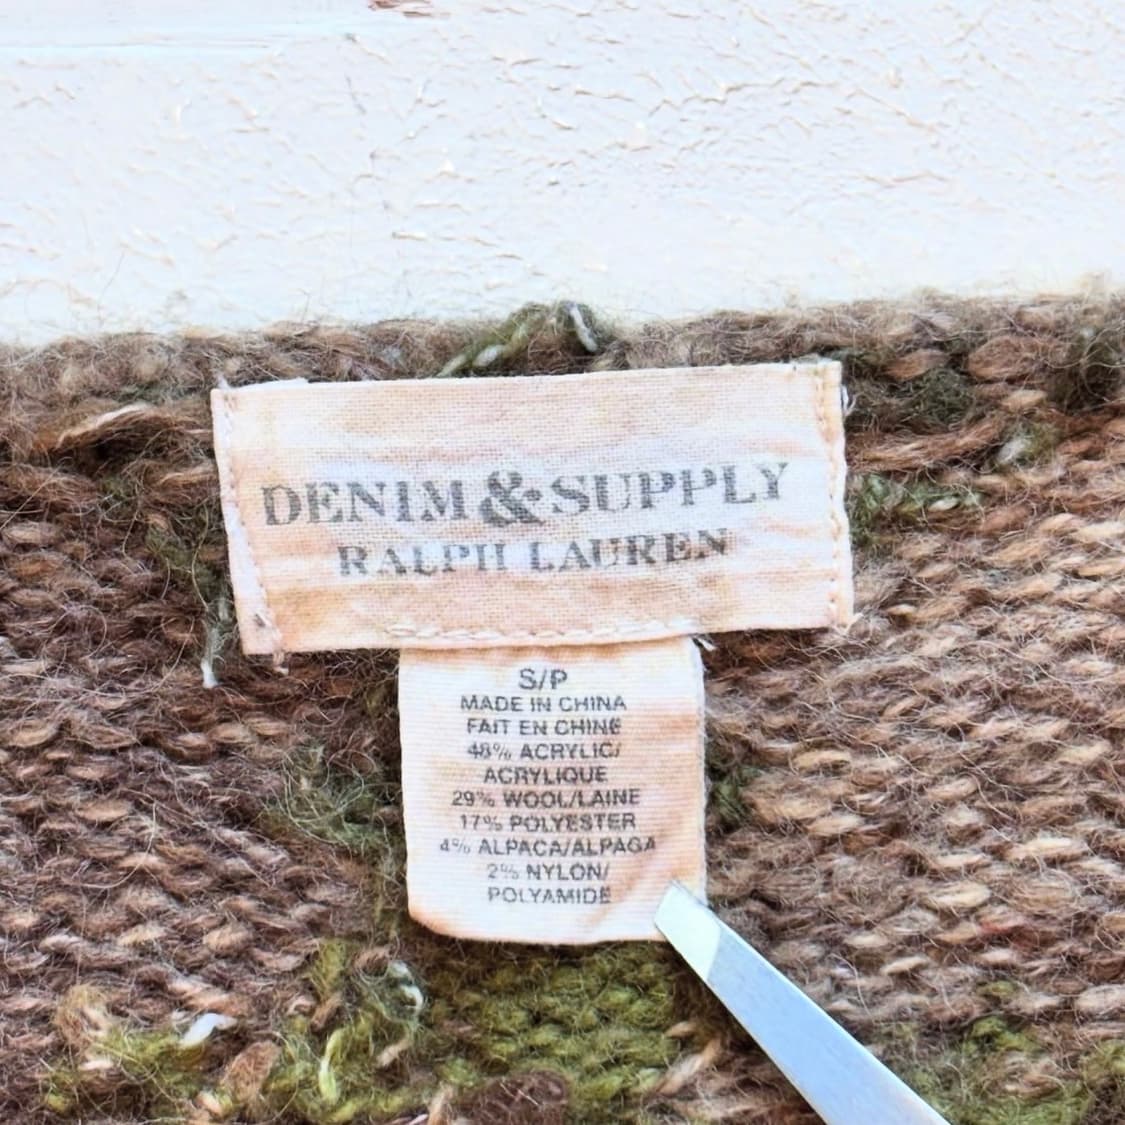 DENIM & SUPPLY
RALPH LAUREN
S/P
MADE IN CHINA
FAIT EN CHINE
48% ACRYLIC/
ACRYLIQUE
29% WOOL/LAINE
17% POLYESTER
4% ALPACA/ALPAGA
2% NYLON/
POLYAMIDE